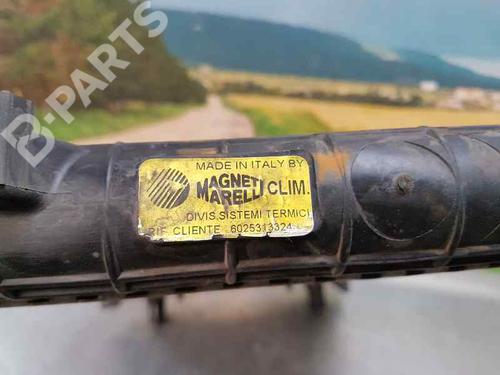 B-PARTS
MADE IN ITALY BY
MAGNETI
MARELLI
CLIM.
DIVIS.SISTEMI TERMICI
RIF. CLIENTE 6025313324